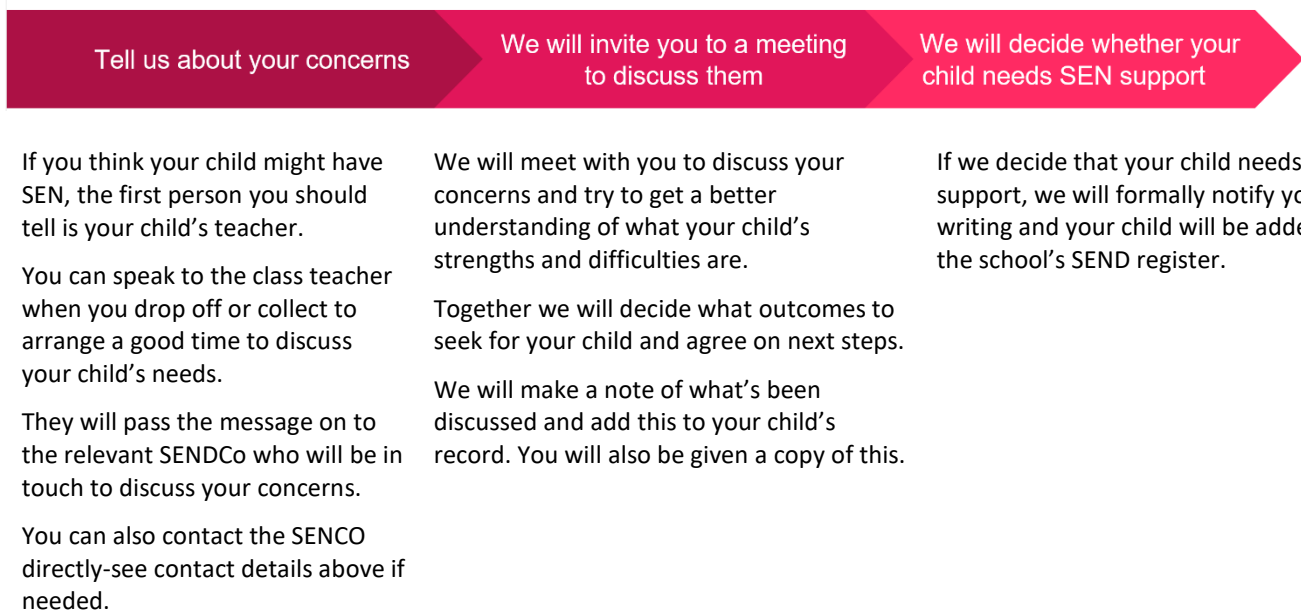 Tell us about your concerns
We will invite you to a meeting
to discuss them
We will decide whether your
child needs SEN support
If you think your child might have
SEN, the first person you should
tell is your child’s teacher.
You can speak to the class teacher
when you drop off or collect to
arrange a good time to discuss
your child’s needs.
They will pass the message on to
the relevant SENDCo who will be in
touch to discuss your concerns.
You can also contact the SENCO
directly-see contact details above if
needed.
We will meet with you to discuss your
concerns and try to get a better
understanding of what your child’s
strengths and difficulties are.
Together we will decide what outcomes to
seek for your child and agree on next steps.
We will make a note of what’s been
discussed and add this to your child’s
record. You will also be given a copy of this.
If we decide that your child needs
support, we will formally notify
writing and your child will be
the school’s SEND register.